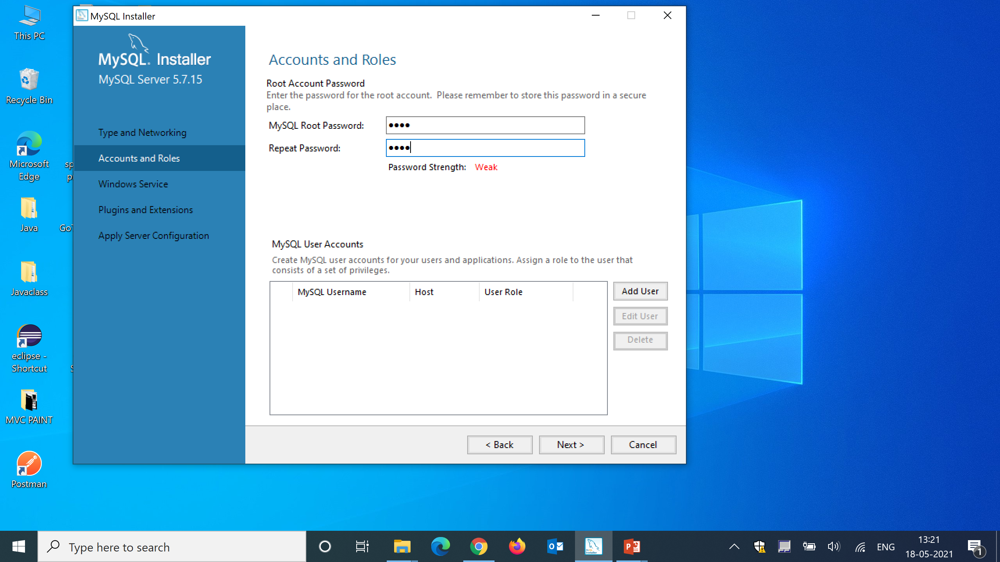 This PC
Recycle Bin
Microsoft
Edge
Java
Javaclass
eclipse -
Shortcut
MVC PAINT
Postman
sp
p
GoT
S
MySQL Installer
MySQL. Installer
MySQL Server 5.7.15
Type and Networking
Accounts and Roles
Windows Service
Plugins and Extensions
Apply Server Configuration
Accounts and Roles
Root Account Password
Enter the password for the root account.  Please remember to store this password in a secure
place.
MySQL Root Password: ●●●●
Repeat Password: ●●●●
Password Strength: Weak
MySQL User Accounts
Create MySQL user accounts for your users and applications. Assign a role to the user that
consists of a set of privileges.
MySQL Username Host User Role
Add User
Edit User
Delete
< Back Next > Cancel
Type here to search
ENG
13:21
18-05-2021
1